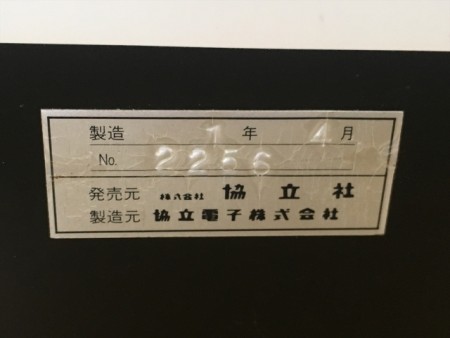 製造 1 年 4 月
No. 2256
発売元 株式会社 協立社
製造元 協立電子株式会社